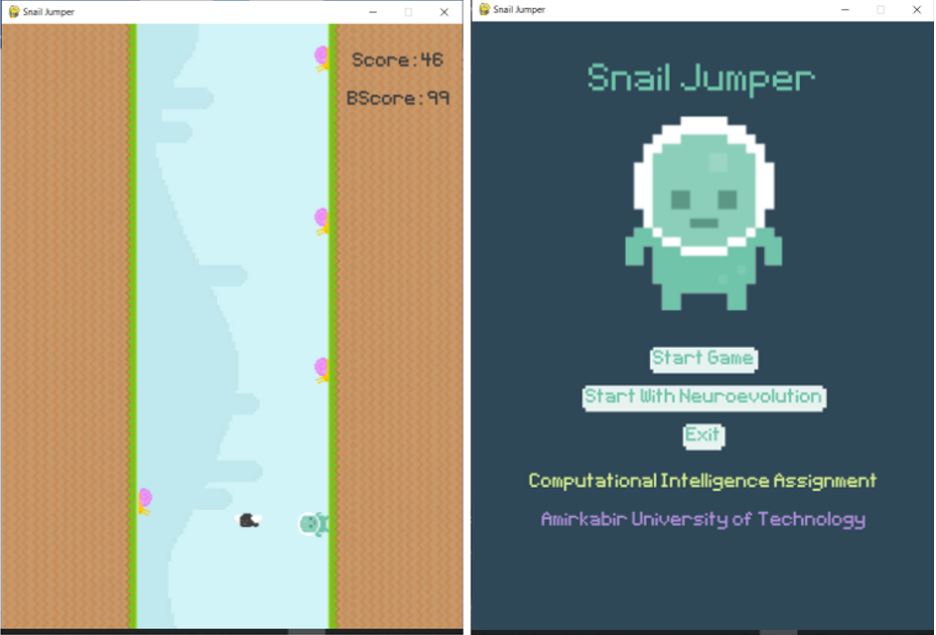 Snail Jumper
Score:46
BScore:99
Snail Jumper
Snail Jumper
Start Game
Start With Neuroevolution
Exit
Computational Intelligence Assignment
Amirkabir University of Technology